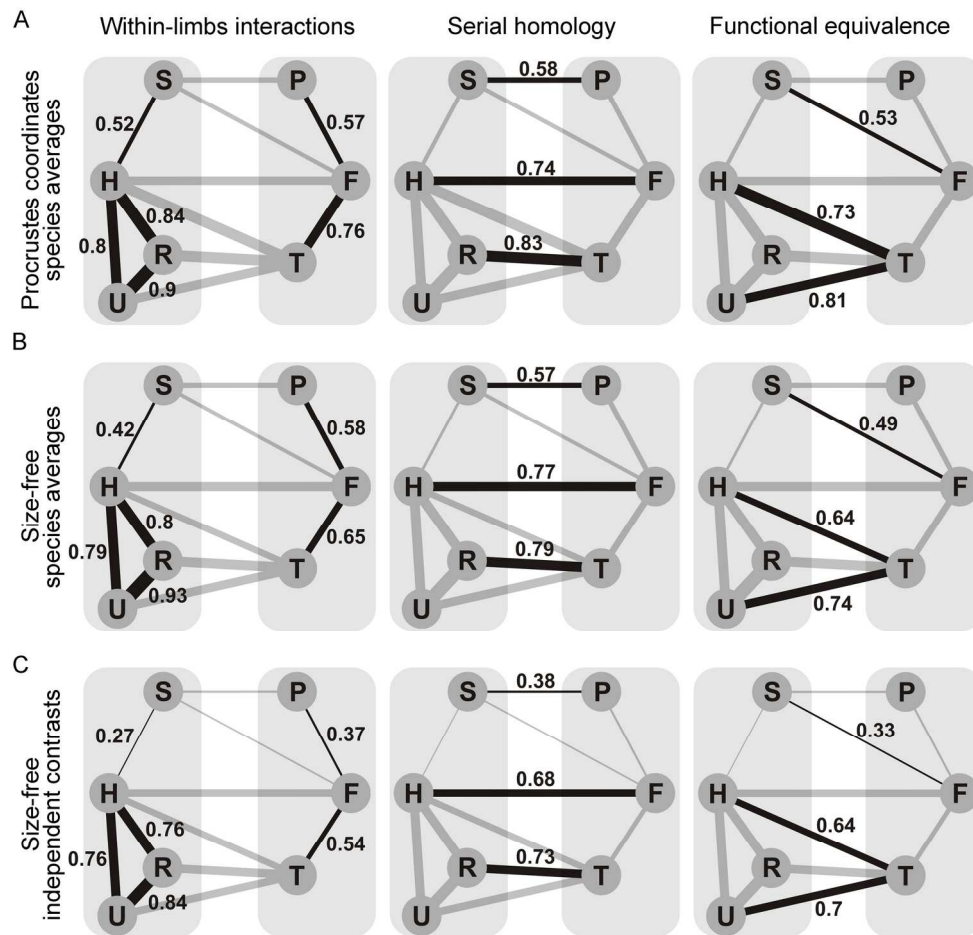 A
Within-limbs interactions
Serial homology
Functional equivalence
Procrustes coordinates
species averages
S
P
0.52
0.57
H
F
0.84
0.8
0.76
R
T
0.9
U
0.58
S
P
H
0.74
F
0.83
R
T
U
S
P
0.53
H
F
0.73
R
T
U
0.81
B
Size-free
species averages
S
P
0.42
0.58
H
F
0.8
0.79
0.65
R
T
0.93
U
0.57
S
P
H
0.77
F
0.79
R
T
U
S
P
0.49
H
F
0.64
R
T
U
0.74
C
Size-free
independent contrasts
S
P
0.27
0.37
H
F
0.76
0.76
0.54
R
T
0.84
U
0.38
S
P
H
0.68
F
0.73
R
T
U
S
P
0.33
H
F
0.64
R
T
U
0.7